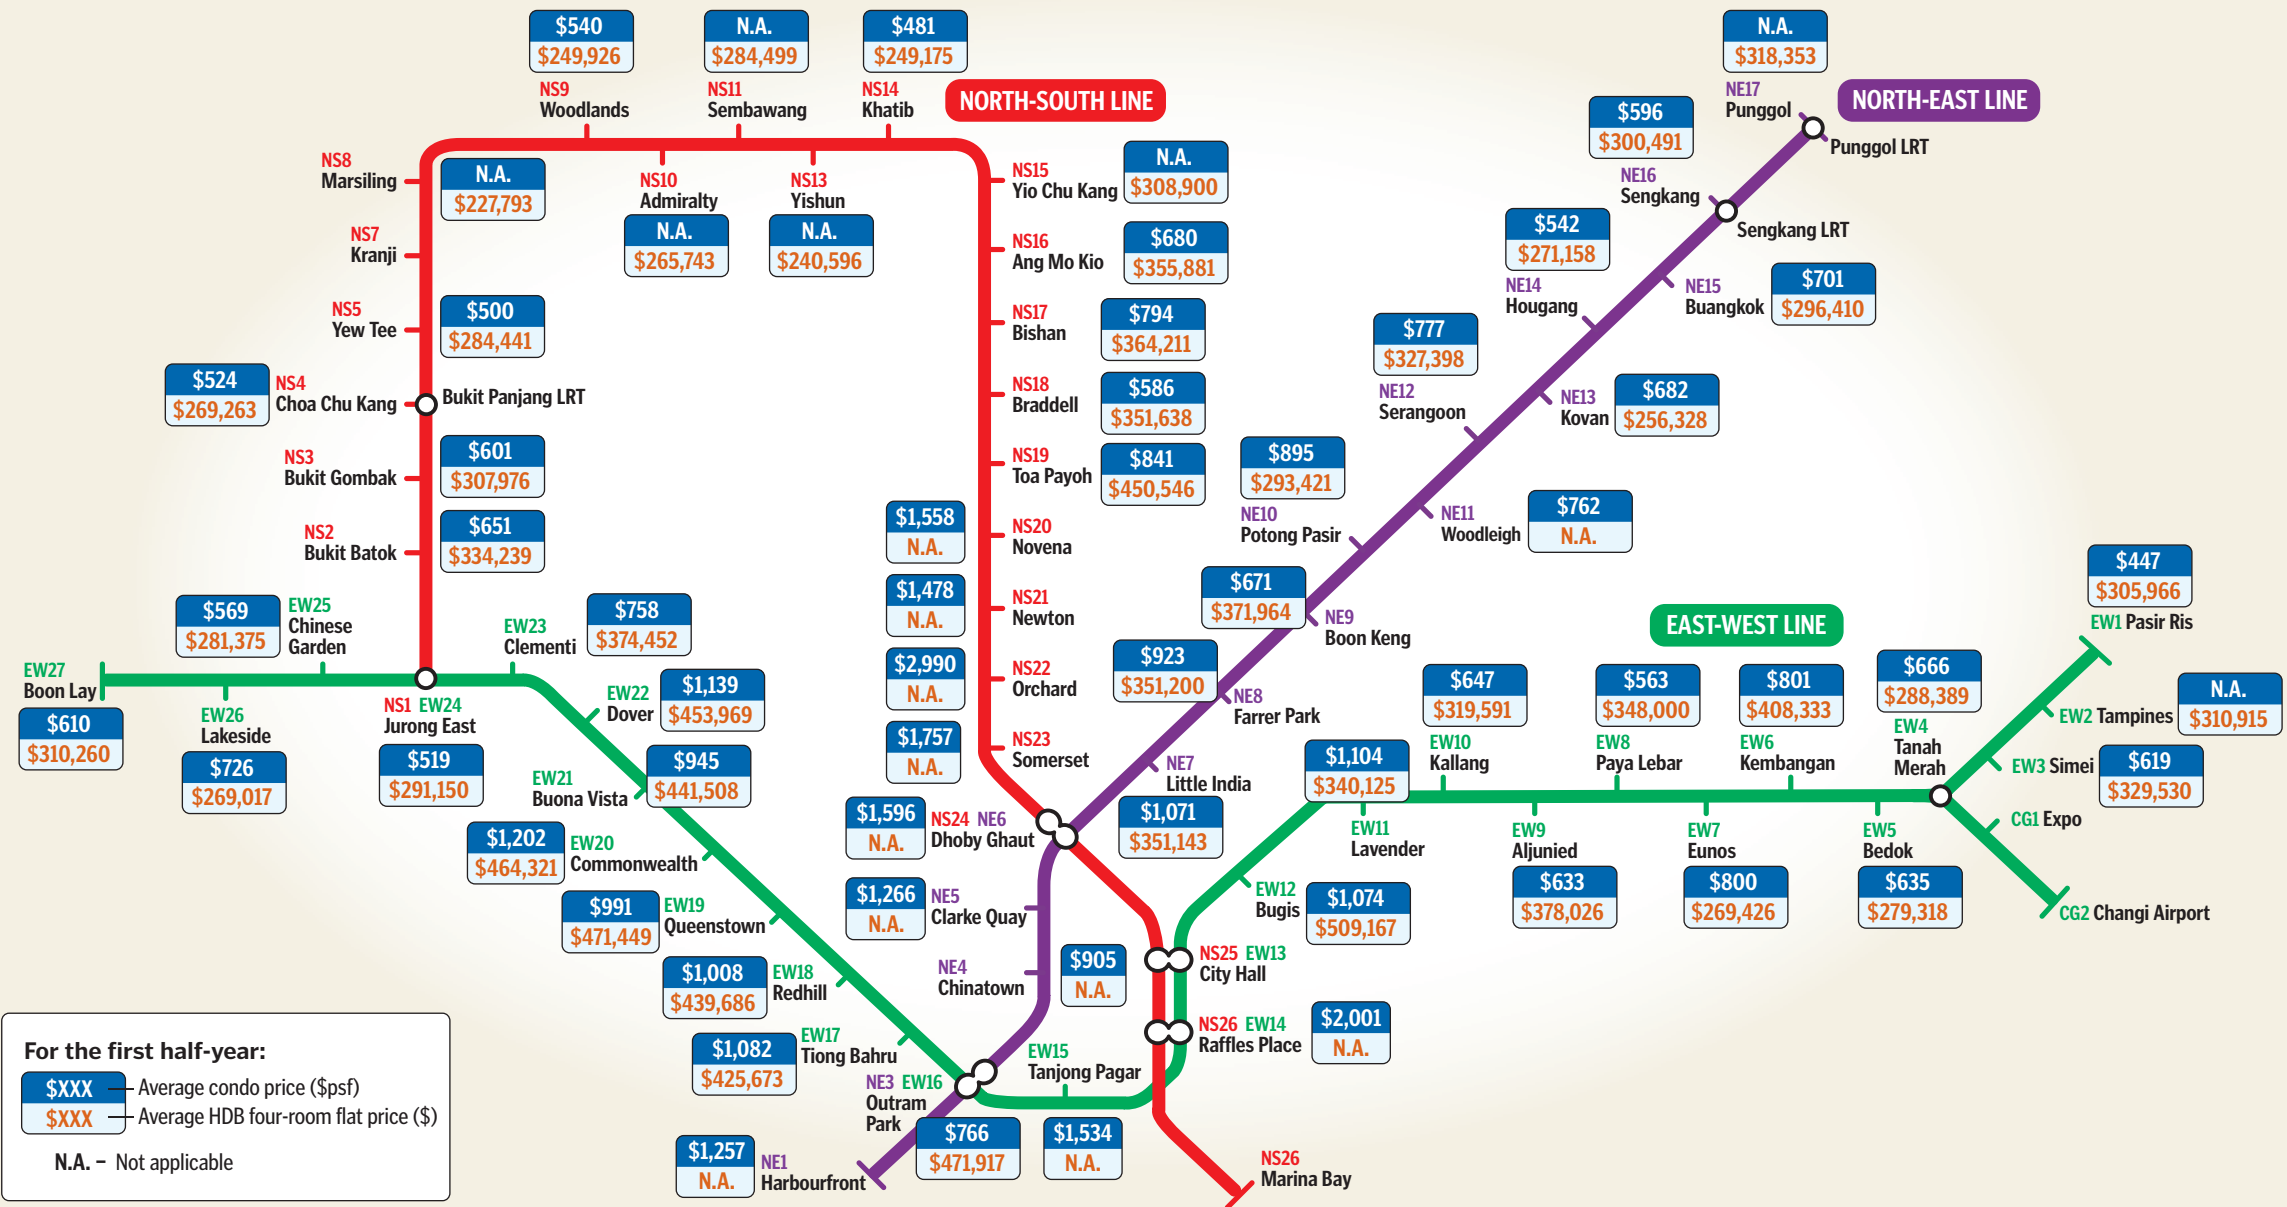 $540
$249,926
NS9
Woodlands
N.A.
$284,499
NS11
Sembawang
$481
$249,175
NS14
Khatib
NORTH-SOUTH LINE
N.A.
$318,353
NE17
Punggol
NORTH-EAST LINE
Punggol LRT
$596
$300,491
NE16
Sengkang
Sengkang LRT
NS8
Marsiling
N.A.
$227,793
NS10
Admiralty
N.A.
$265,743
NS13
Yishun
N.A.
$240,596
NS15
Yio Chu Kang
N.A.
$308,900
NS7
Kranji
NS16
Ang Mo Kio
$680
$355,881
$542
$271,158
NE14
Hougang
NE15
Buangkok
$701
$296,410
NS5
Yew Tee
$500
$284,441
NS17
Bishan
$794
$364,211
$777
$327,398
NE12
Serangoon
NE13
Kovan
$682
$256,328
$524
$269,263
NS4
Choa Chu Kang
Bukit Panjang LRT
NS18
Braddell
$586
$351,638
NS3
Bukit Gombak
$601
$307,976
NS19
Toa Payoh
$841
$450,546
$895
$293,421
NE10
Potong Pasir
NE11
Woodleigh
$762
N.A.
NS2
Bukit Batok
$651
$334,239
$1,558
N.A.
NS20
Novena
$1,478
N.A.
NS21
Newton
$671
$371,964
NE9
Boon Keng
$447
$305,966
EW1 Pasir Ris
EAST-WEST LINE
$569
$281,375
EW25
Chinese
Garden
EW23
Clementi
$758
$374,452
EW27
Boon Lay
$610
$310,260
EW26
Lakeside
$726
$269,017
NS1 EW24
Jurong East
$519
$291,150
EW22
Dover
$1,139
$453,969
$2,990
N.A.
NS22
Orchard
$923
$351,200
NE8
Farrer Park
$647
$319,591
EW10
Kallang
$563
$348,000
EW8
Paya Lebar
$801
$408,333
EW6
Kembangan
$666
$288,389
EW4
Tanah
Merah
EW2 Tampines
N.A.
$310,915
EW3 Simei
$619
$329,530
CG1 Expo
CG2 Changi Airport
EW21
Buona Vista
$945
$441,508
$1,757
N.A.
NS23
Somerset
NE7
Little India
$1,071
$351,143
$1,104
$340,125
EW11
Lavender
EW9
Aljunied
$633
$378,026
EW7
Eunos
$800
$269,426
EW5
Bedok
$635
$279,318
$1,202
$464,321
EW20
Commonwealth
$1,596
N.A.
NS24 NE6
Dhoby Ghaut
$991
$471,449
EW19
Queenstown
$1,266
N.A.
NE5
Clarke Quay
EW12
Bugis
$1,074
$509,167
$1,008
$439,686
EW18
Redhill
NE4
Chinatown
$905
N.A.
NS25 EW13
City Hall
$1,082
$425,673
EW17
Tiong Bahru
NS26 EW14
Raffles Place
$2,001
N.A.
NE3 EW16
Outram
Park
$766
$471,917
EW15
Tanjong Pagar
$1,534
N.A.
$1,257
N.A.
NE1
Harbourfront
NS26
Marina Bay
For the first half-year:
$XXX Average condo price ($psf)
$XXX Average HDB four-room flat price ($)
N.A. – Not applicable